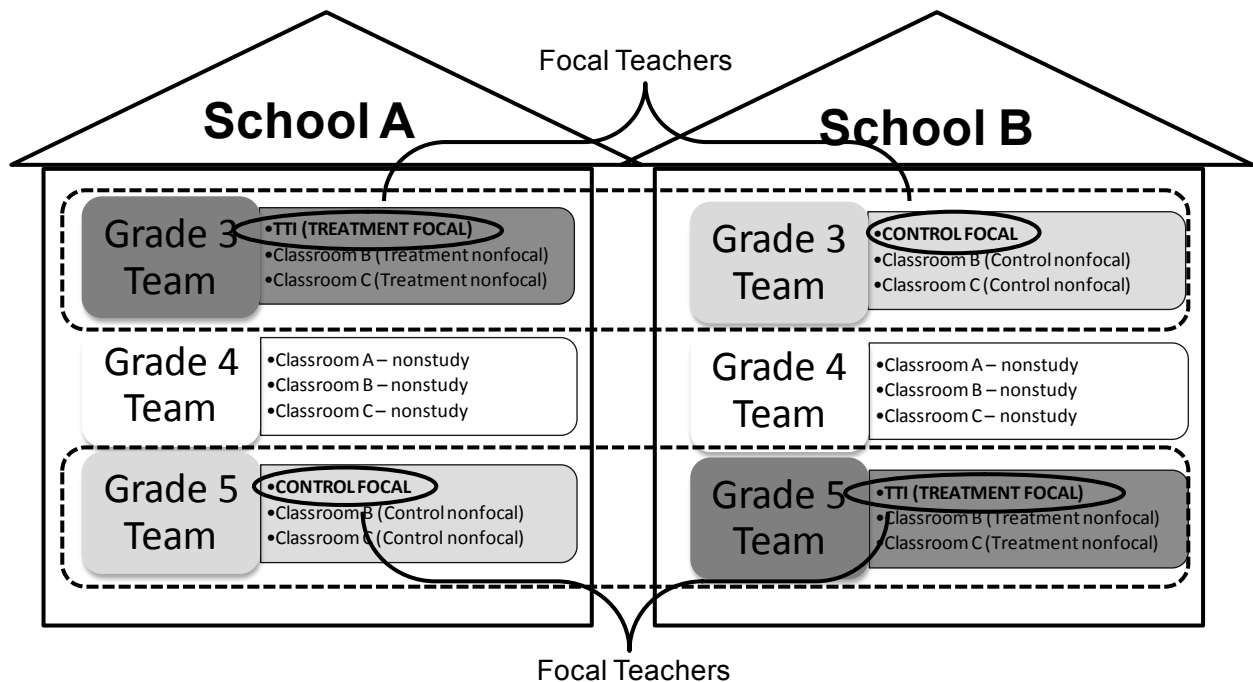 Focal Teachers
School A
School B
Grade 3
Team
•TTI (TREATMENT FOCAL)
•Classroom B (Treatment nonfocal)
•Classroom C (Treatment nonfocal)
Grade 3
Team
•CONTROL FOCAL
•Classroom B (Control nonfocal)
•Classroom C (Control nonfocal)
Grade 4
Team
•Classroom A – nonstudy
•Classroom B – nonstudy
•Classroom C – nonstudy
Grade 4
Team
•Classroom A – nonstudy
•Classroom B – nonstudy
•Classroom C – nonstudy
Grade 5
Team
•CONTROL FOCAL
•Classroom B (Control nonfocal)
•Classroom C (Control nonfocal)
Grade 5
Team
•TTI (TREATMENT FOCAL)
•Classroom B (Treatment nonfocal)
•Classroom C (Treatment nonfocal)
Focal Teachers